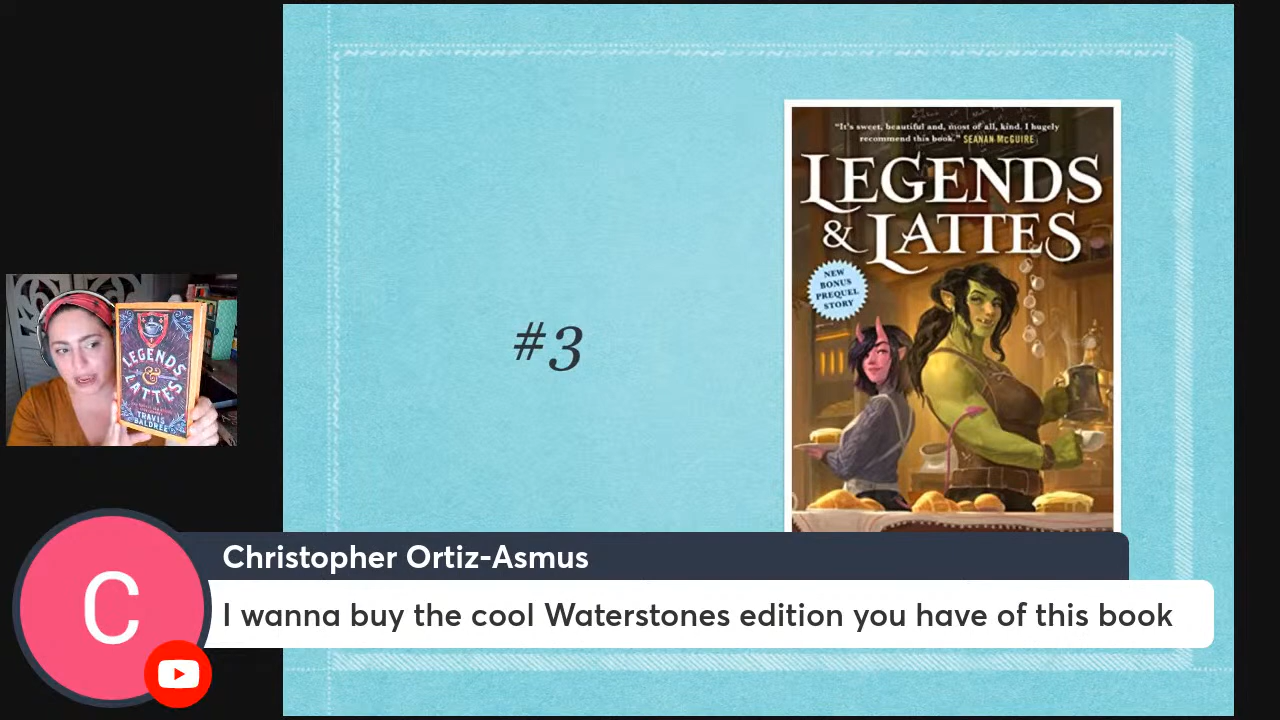 "It's sweet, beautiful and, most of all, kind. I hugely
recommend this book." SEANAN McGUIRE
LEGENDS
& LATTES
NEW
BONUS
PREQUEL
STORY
#3
LEGENDS
&
LATTES
TRAVIS
BALDREE
Christopher Ortiz-Asmus
C
I wanna buy the cool Waterstones edition you have of this book